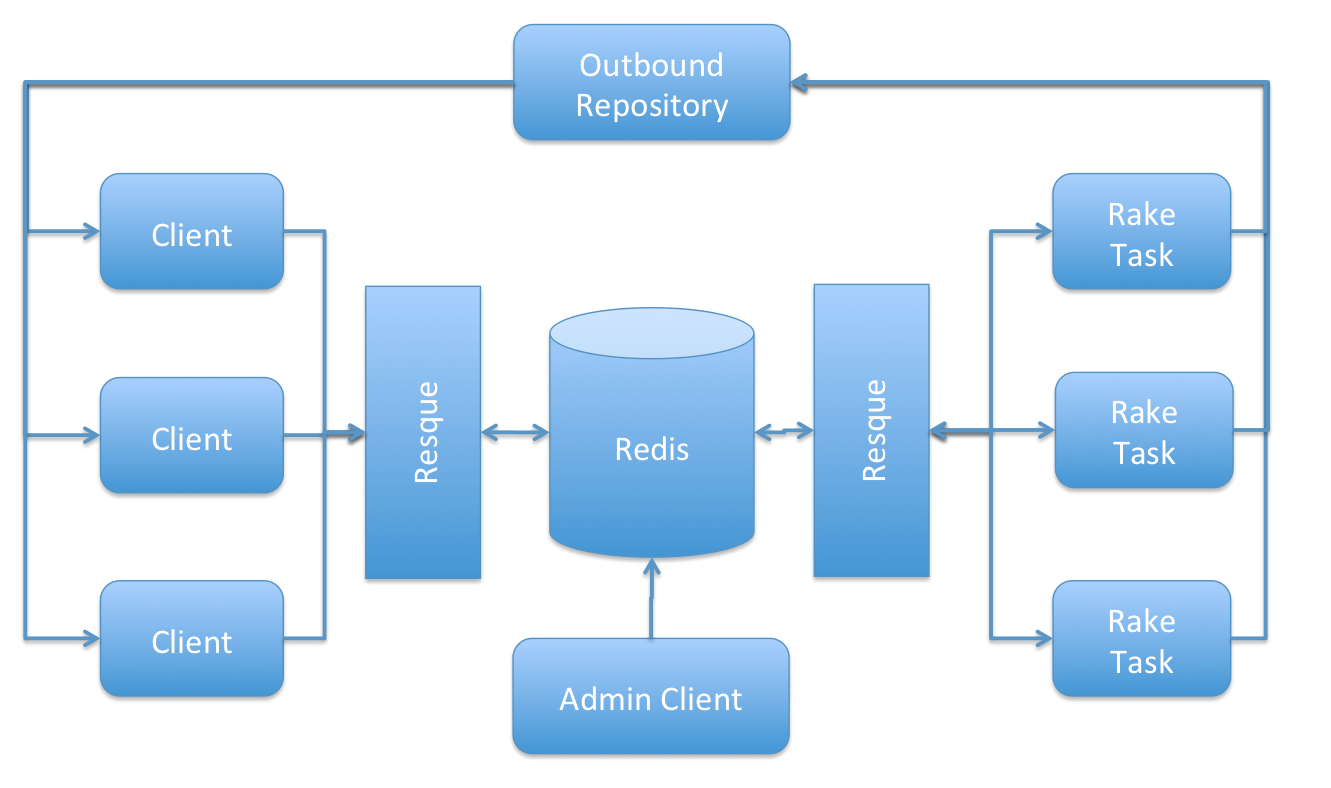 Outbound
Repository
Client
Client
Client
Resque
Redis
Resque
Rake
Task
Rake
Task
Rake
Task
Admin Client